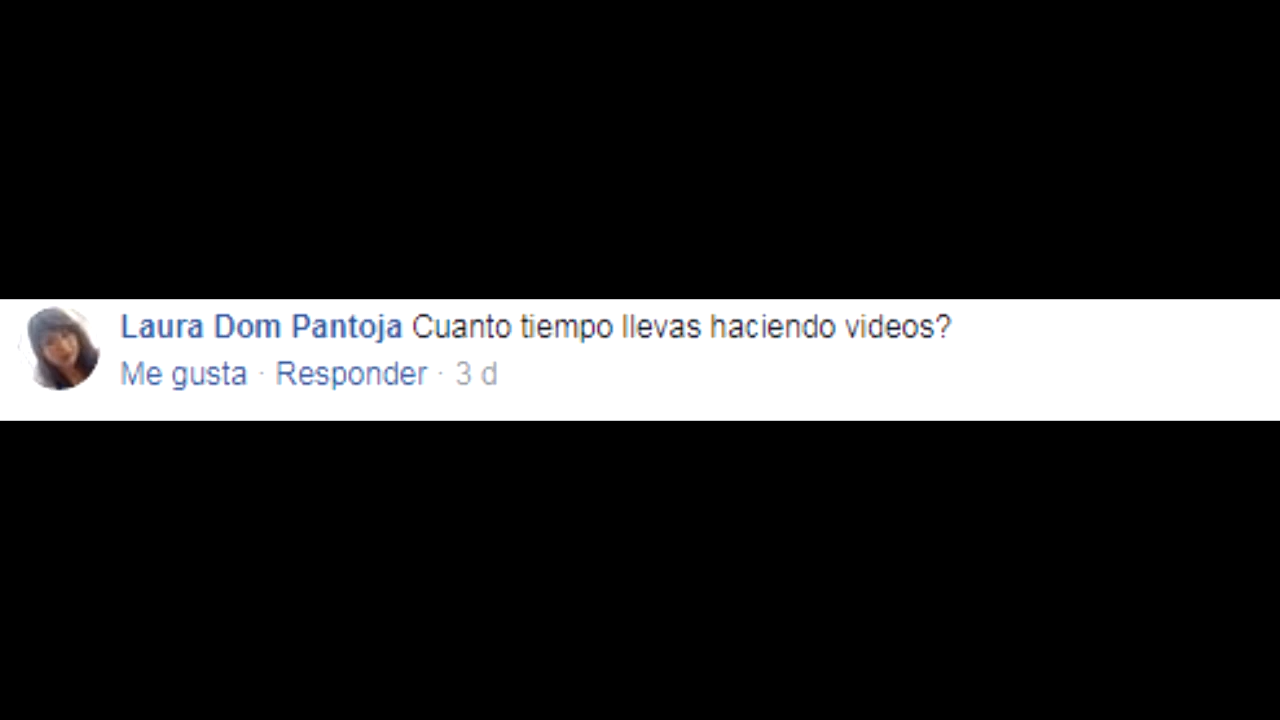 Laura Dom Pantoja Cuanto tiempo llevas haciendo videos?
Me gusta · Responder · 3 d